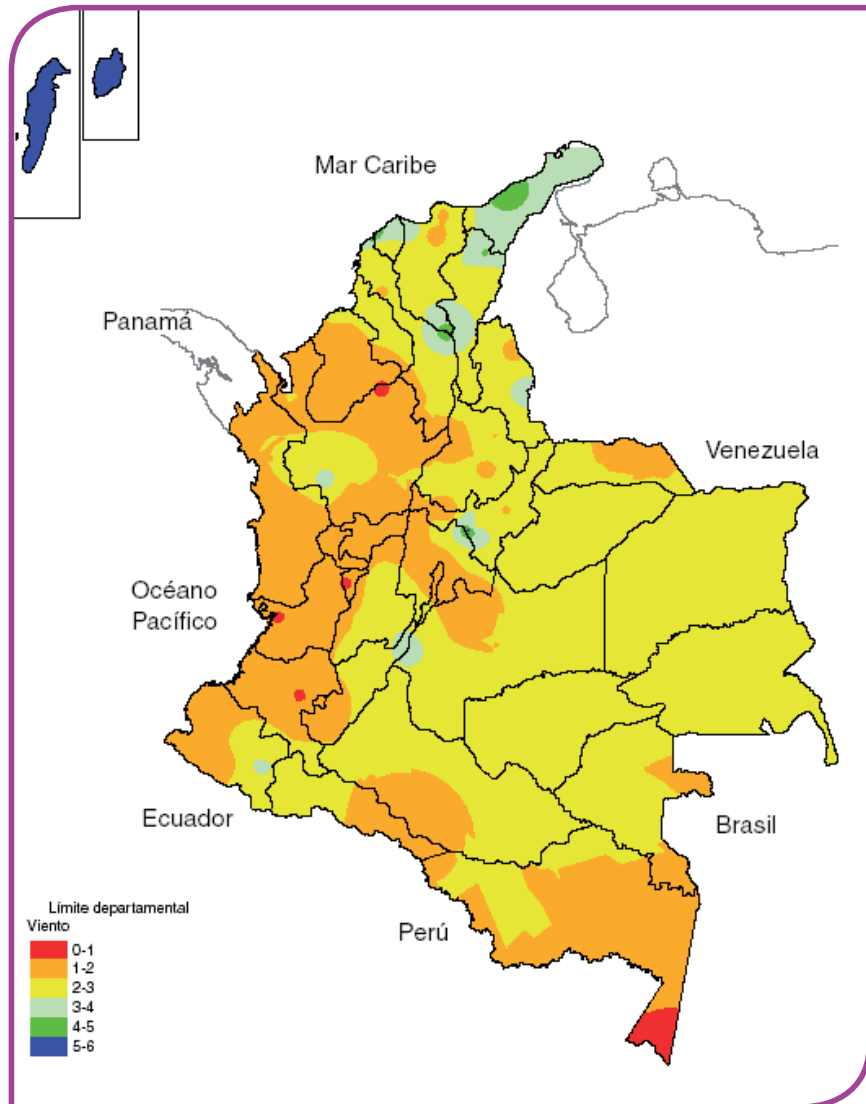 Mar Caribe
Panamá
Venezuela
Océano
Pacífico
Ecuador
Brasil
Perú
Límite departamental
Viento
0-1
1-2
2-3
3-4
4-5
5-6